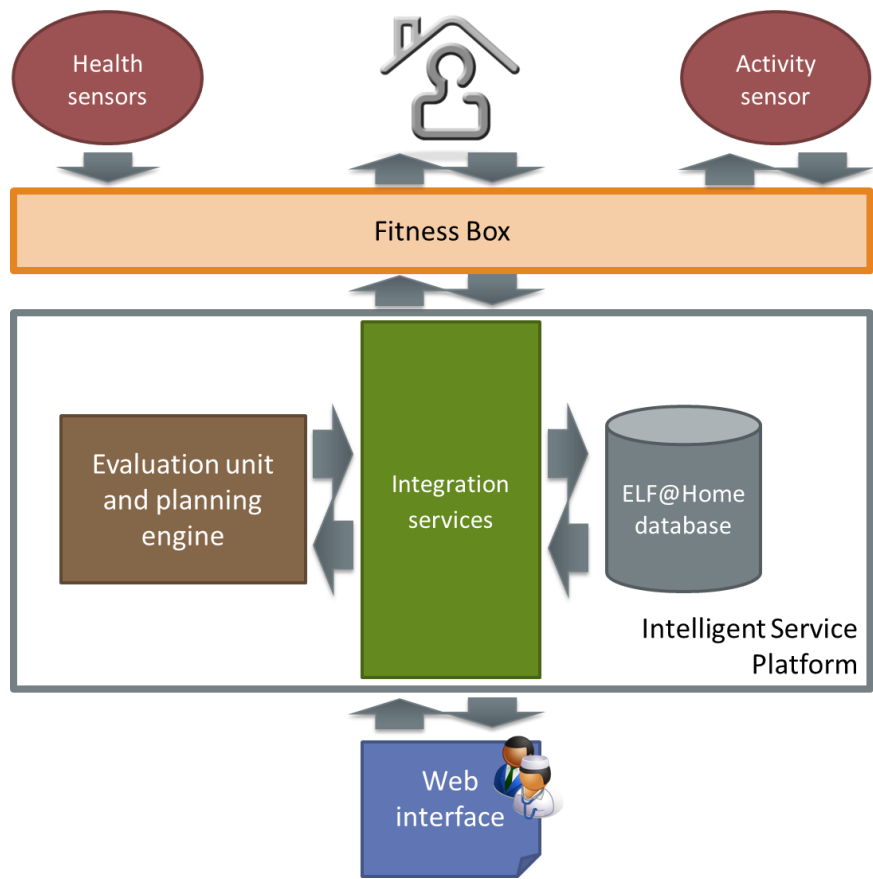 Health
sensors
Activity
sensor
Fitness Box
Evaluation unit
and planning
engine
Integration
services
ELF@Home
database
Intelligent Service
Platform
Web
interface